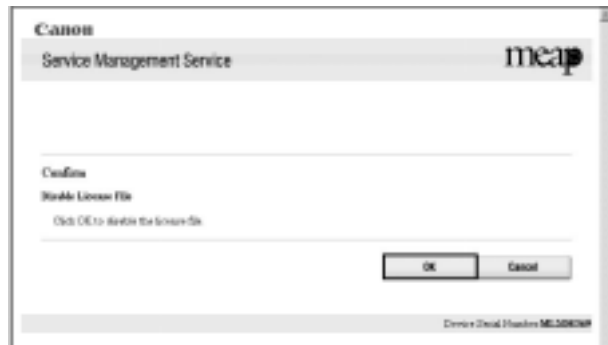 Canon
Service Management Service
meap
Confirm
Disable License File
Click OK to disable the license file.
OK
Cancel
Device Serial Number